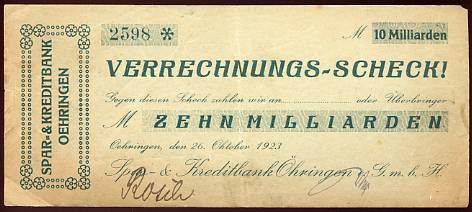 SPAR- & KREDITBANK
OEHRINGEN
2598 *
M 10 Milliarden
VERRECHNUNGS-SCHECK!
Gegen diesen Scheck zahlen wir an........................oder Überbringer
M ZEHN MILLIARDEN
Oehringen, den 26. Oktober 1923
Spar- & Kreditbank Öhringen e G. m. b. H.